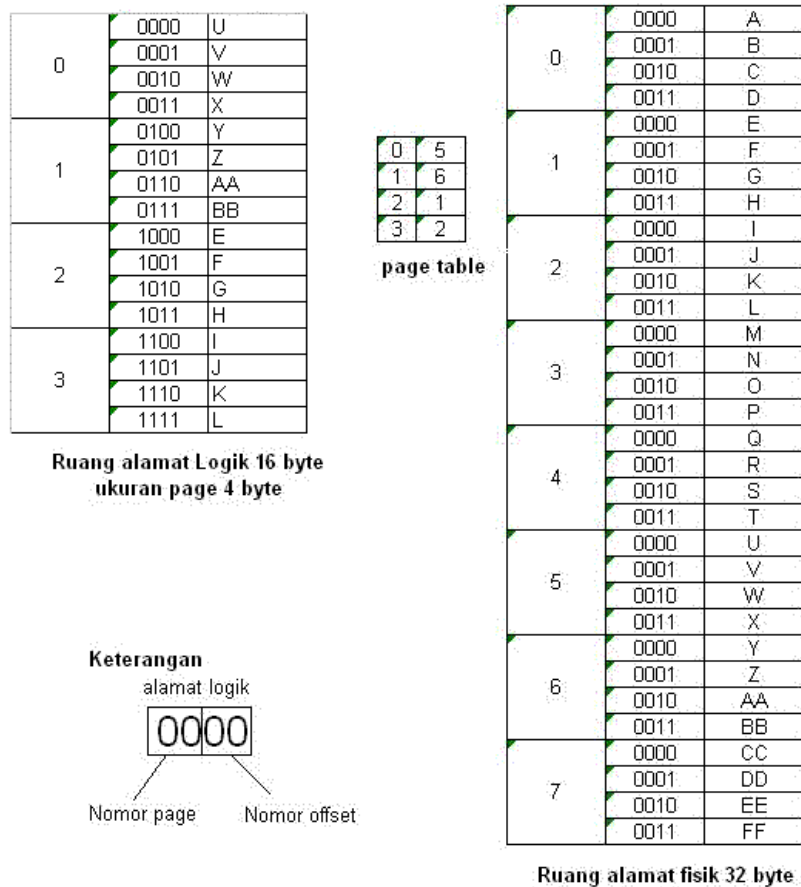 0
0000 U
0001 V
0010 W
0011 X
1
0100 Y
0101 Z
0110 AA
0111 BB
2
1000 E
1001 F
1010 G
1011 H
3
1100 I
1101 J
1110 K
1111 L
Ruang alamat Logik 16 byte
ukuran page 4 byte
0 5
1 6
2 1
3 2
page table
Keterangan
alamat logik
0000
Nomor page
Nomor offset
0
0000 A
0001 B
0010 C
0011 D
1
0000 E
0001 F
0010 G
0011 H
2
0000 I
0001 J
0010 K
0011 L
3
0000 M
0001 N
0010 O
0011 P
4
0000 Q
0001 R
0010 S
0011 T
5
0000 U
0001 V
0010 W
0011 X
6
0000 Y
0001 Z
0010 AA
0011 BB
7
0000 CC
0001 DD
0010 EE
0011 FF
Ruang alamat fisik 32 byte